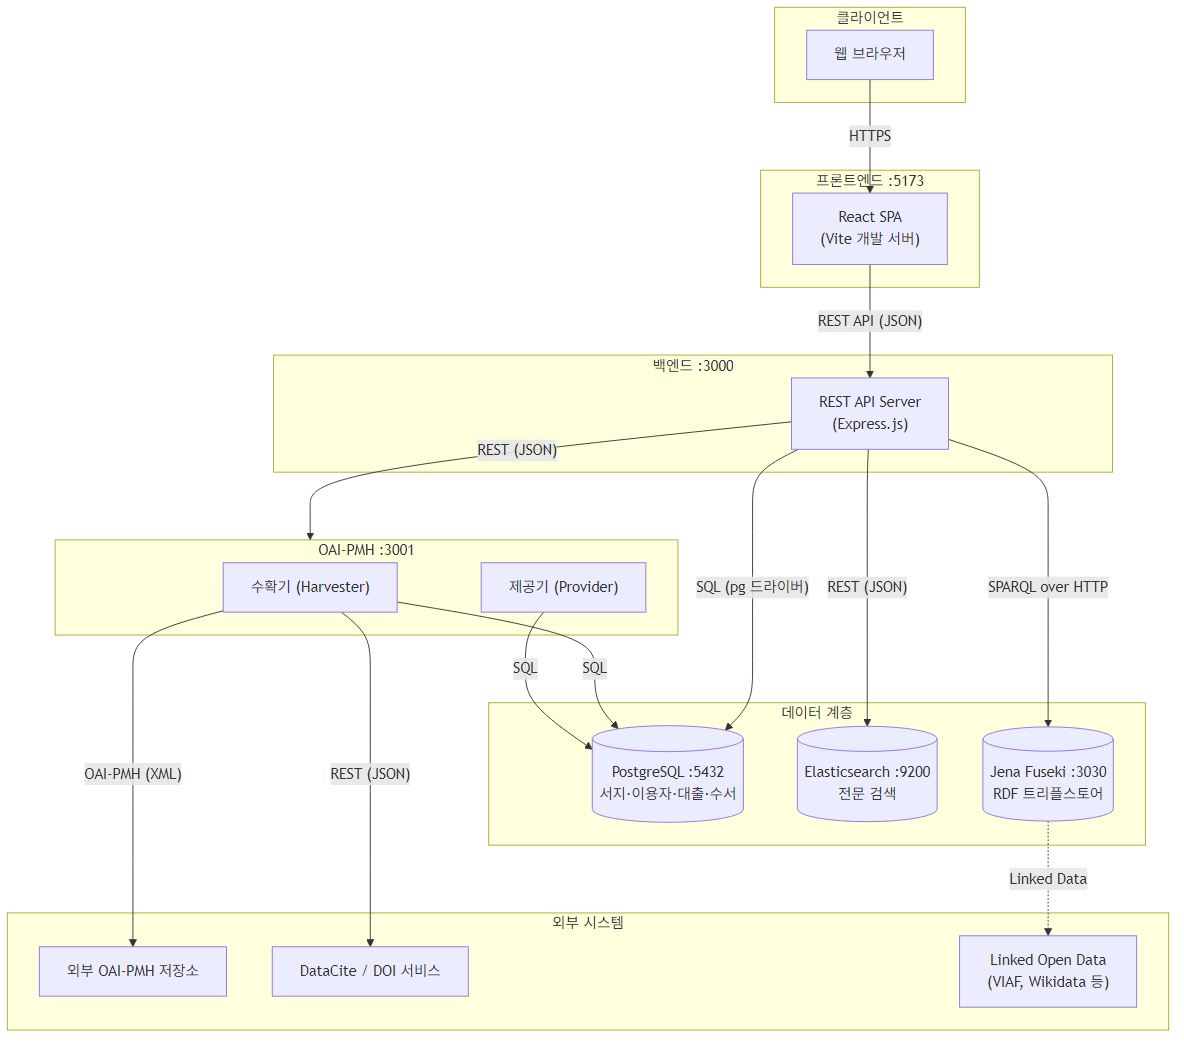 클라이언트
웹 브라우저
HTTPS
프론트엔드 :5173
React SPA
(Vite 개발 서버)
REST API (JSON)
백엔드 :3000
REST API Server
(Express.js)
REST (JSON)
OAI-PMH :3001
수확기 (Harvester)
제공기 (Provider)
SQL (pg 드라이버)
REST (JSON)
SPARQL over HTTP
SQL
SQL
데이터 계층
PostgreSQL :5432
서지·이용자·대출·수서
Elasticsearch :9200
전문 검색
Jena Fuseki :3030
RDF 트리플스토어
OAI-PMH (XML)
REST (JSON)
Linked Data
외부 시스템
외부 OAI-PMH 저장소
DataCite / DOI 서비스
Linked Open Data
(VIAF, Wikidata 등)